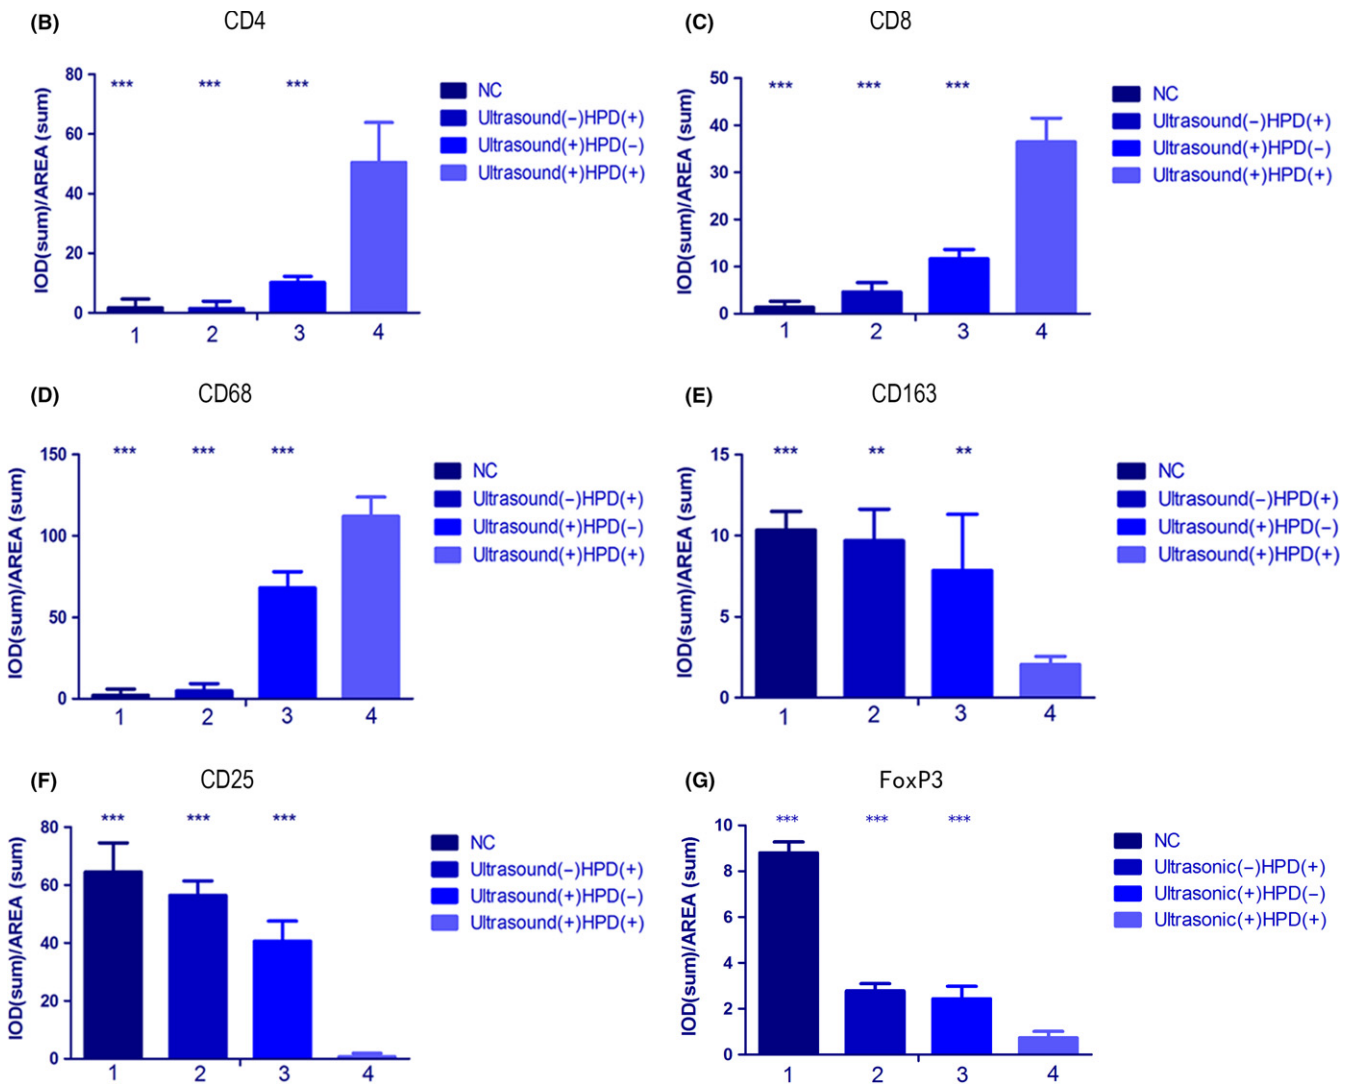 (B) CD4
IOD(sum)/AREA (sum)
80
60
40
20
0
*** *** ***
1 2 3 4
NC
Ultrasound(−)HPD(+)
Ultrasound(+)HPD(−)
Ultrasound(+)HPD(+)
(C) CD8
IOD(sum)/AREA (sum)
50
40
30
20
10
0
*** *** ***
1 2 3 4
NC
Ultrasound(−)HPD(+)
Ultrasound(+)HPD(−)
Ultrasound(+)HPD(+)
(D) CD68
IOD(sum)/AREA (sum)
150
100
50
0
*** *** ***
1 2 3 4
NC
Ultrasound(−)HPD(+)
Ultrasound(+)HPD(−)
Ultrasound(+)HPD(+)
(E) CD163
IOD(sum)/AREA (sum)
15
10
5
0
*** ** **
1 2 3 4
NC
Ultrasound(−)HPD(+)
Ultrasound(+)HPD(−)
Ultrasound(+)HPD(+)
(F) CD25
IOD(sum)/AREA (sum)
80
60
40
20
0
*** *** ***
1 2 3 4
NC
Ultrasound(−)HPD(+)
Ultrasound(+)HPD(−)
Ultrasound(+)HPD(+)
(G) FoxP3
IOD(sum)/AREA (sum)
10
8
6
4
2
0
*** *** ***
1 2 3 4
NC
Ultrasonic(−)HPD(+)
Ultrasonic(+)HPD(−)
Ultrasonic(+)HPD(+)